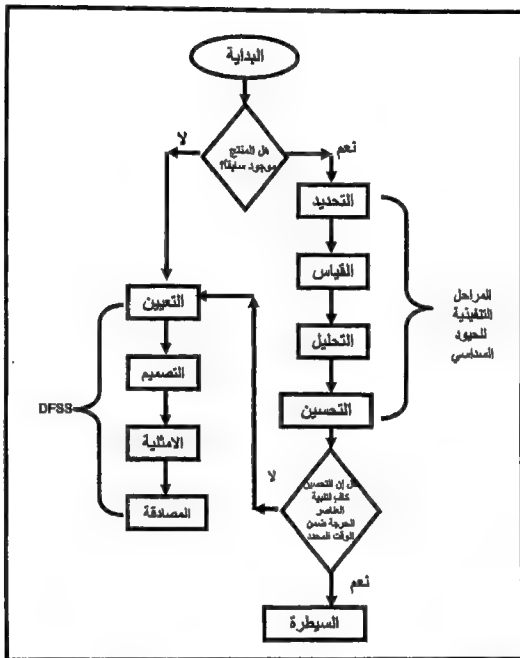 البداية
هل المنتج
موجود سابقاً؟
نعم
لا
التحديد
القياس
التحليل
التحسين
المراحل
التنفيذية
للحيود
السداسي
التعيين
التصميم
الامثلية
المصادقة
DFSS
هل إن التحسين
كاف لتلبية
العناصر
الحرجة ضمن
الوقت المحدد
لا
نعم
السيطرة